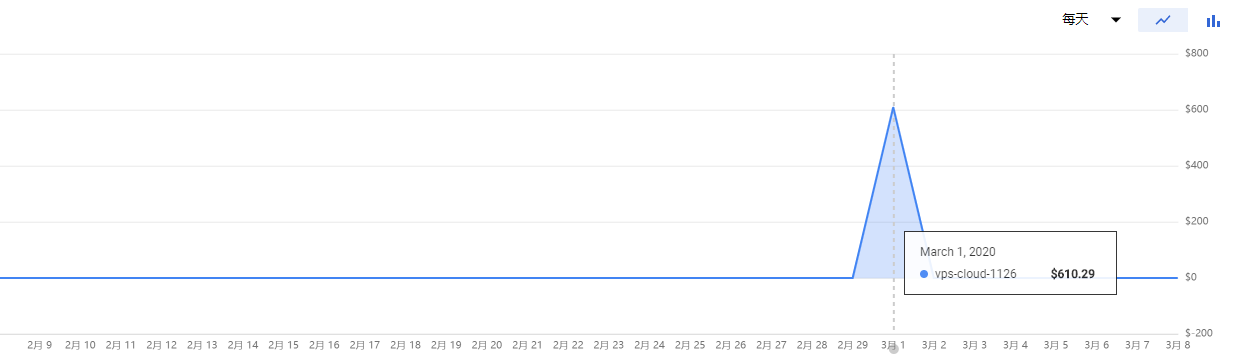 每天
$800
$600
$400
$200
$0
$-200
March 1, 2020
vps-cloud-1126 $610.29
2月 9 2月 10 2月 11 2月 12 2月 13 2月 14 2月 15 2月 16 2月 17 2月 18 2月 19 2月 20 2月 21 2月 22 2月 23 2月 24 2月 25 2月 26 2月 27 2月 28 2月 29 3月 1 3月 2 3月 3 3月 4 3月 5 3月 6 3月 7 3月 8